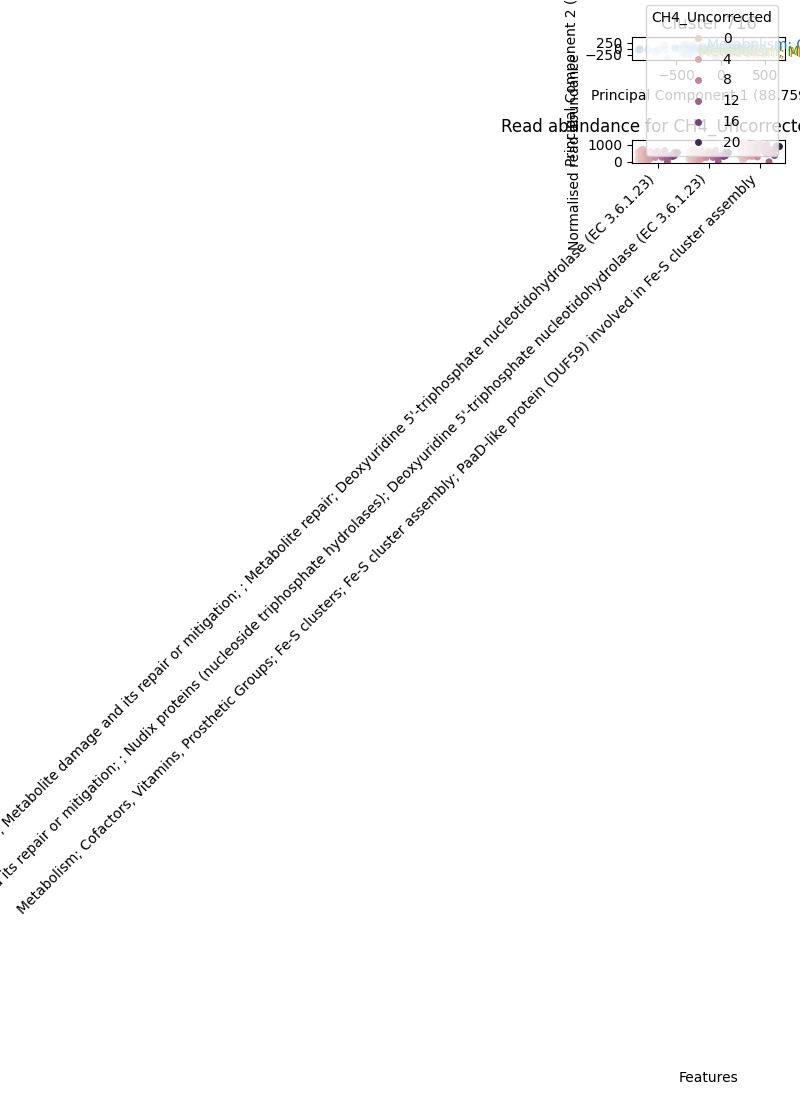 CH4_Uncorrected
Cluster 710
0
4
8
12
16
20
250
0
−250
Metabolism; (
−500
0
500
Principal Component 1 (88.759
Principal Component 2 (
Read abundance for CH4_Uncorrecte
1000
0
Normalised read abundance
; Metabolite damage and its repair or mitigation; ; Metabolite repair; Deoxyuridine 5'-triphosphate nucleotidohydrolase (EC 3.6.1.23)
its repair or mitigation; ; Nudix proteins (nucleoside triphosphate hydrolases); Deoxyuridine 5'-triphosphate nucleotidohydrolase (EC 3.6.1.23)
Metabolism; Cofactors, Vitamins, Prosthetic Groups; Fe-S clusters; Fe-S cluster assembly; PaaD-like protein (DUF59) involved in Fe-S cluster assembly
Features